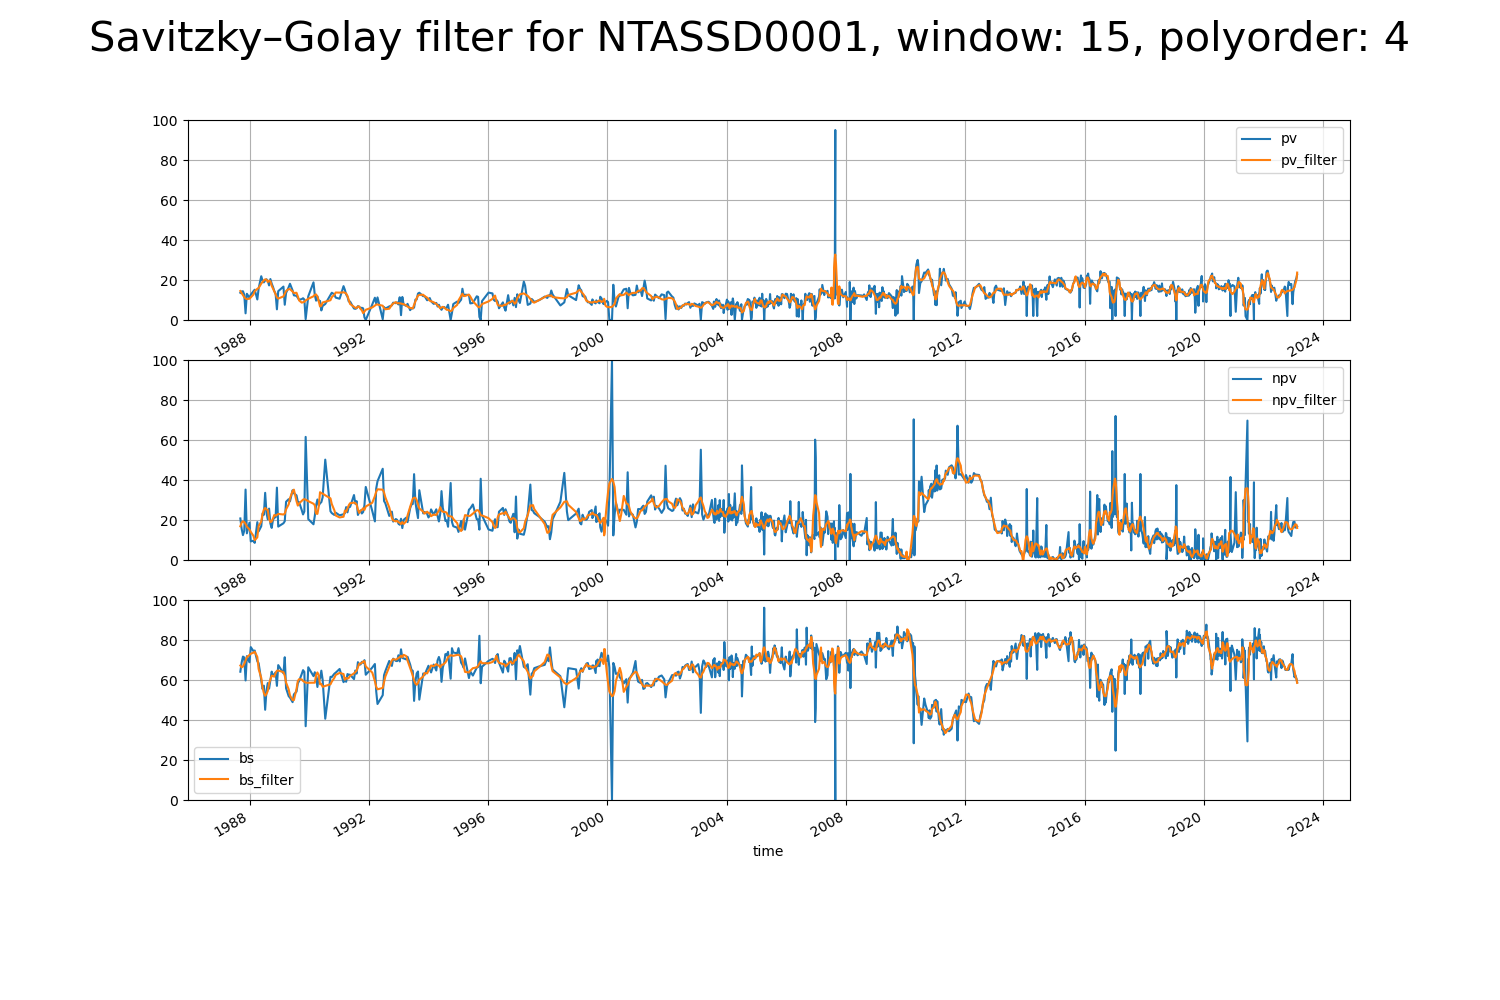 Savitzky–Golay filter for NTASSD0001, window: 15, polyorder: 4
100
80
60
40
20
0
pv
pv_filter
1988 1992 1996 2000 2004 2008 2012 2016 2020 2024
100
80
60
40
20
0
npv
npv_filter
1988 1992 1996 2000 2004 2008 2012 2016 2020 2024
100
80
60
40
20
0
bs
bs_filter
1988 1992 1996 2000 2004 2008 2012 2016 2020 2024
time